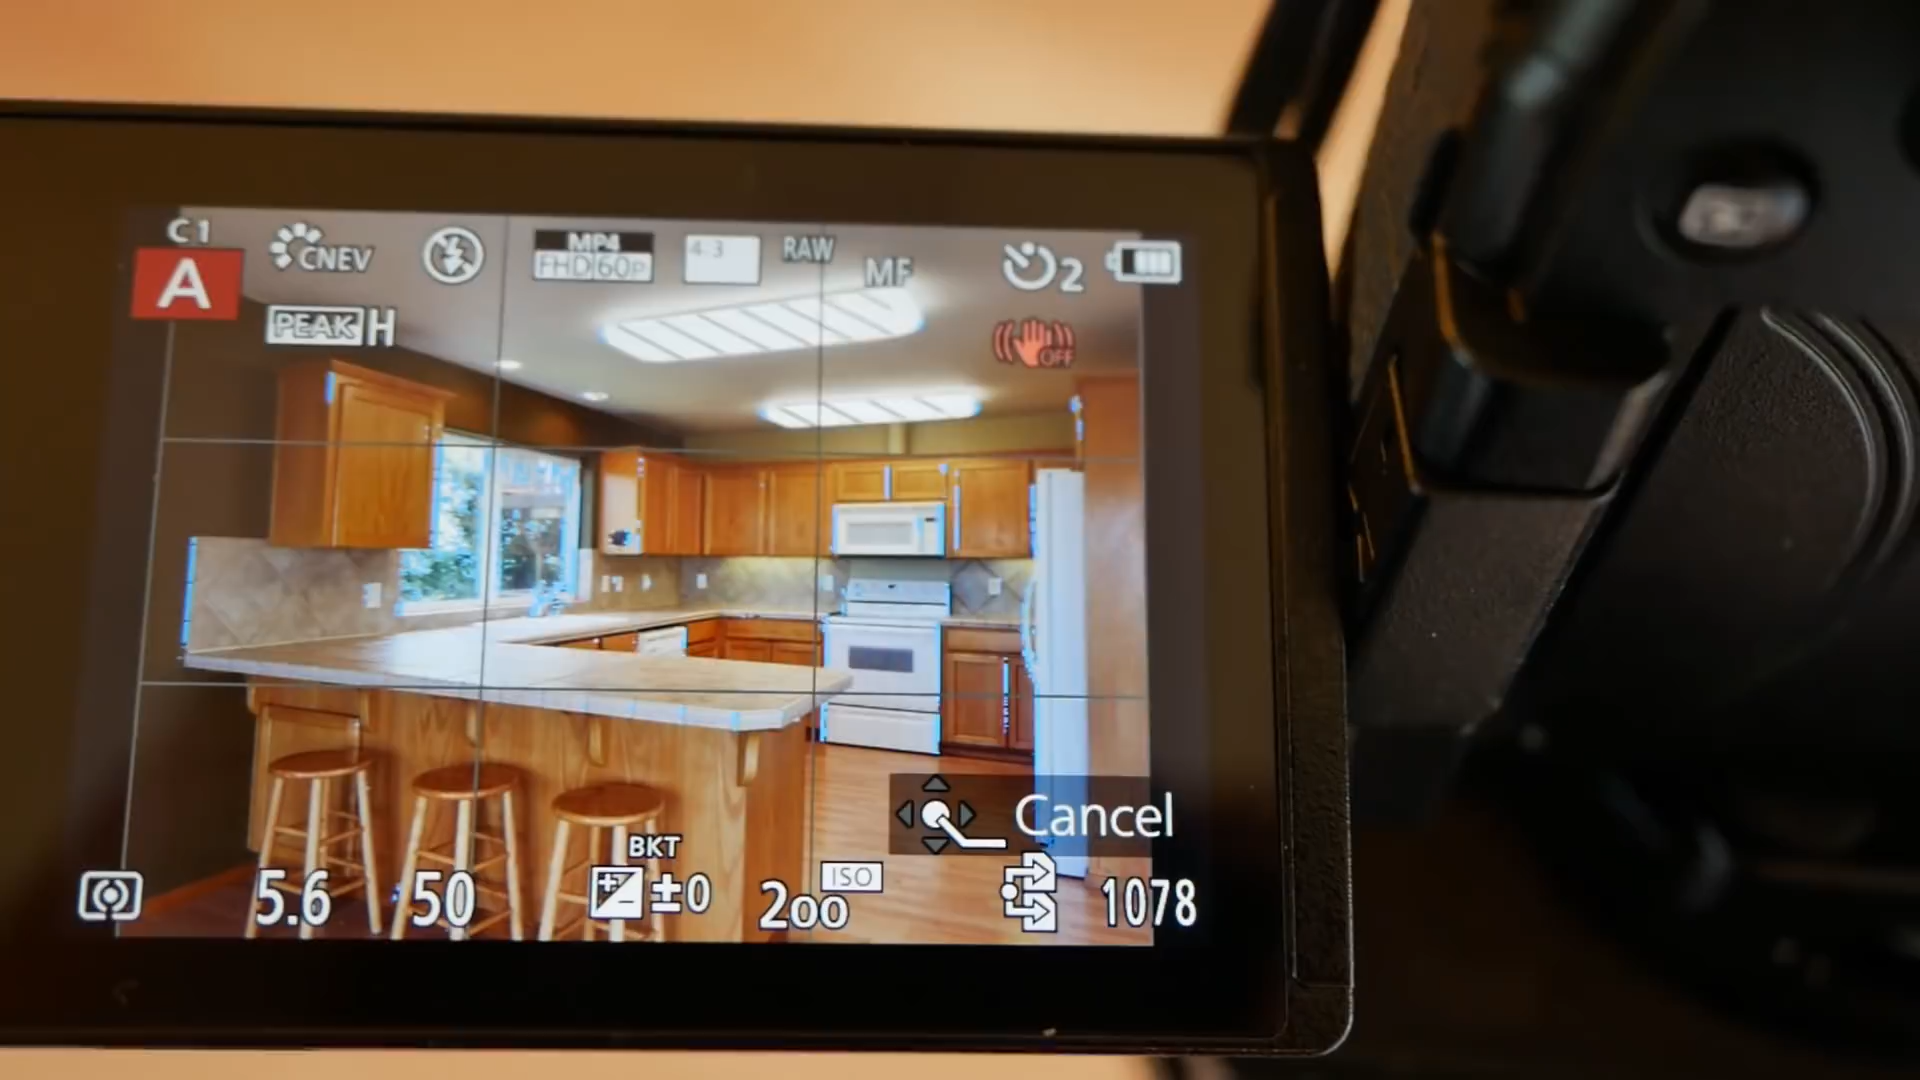 C1
A
CNEV
MP4
FHD 60p
4:3
RAW
MF
2
PEAK H
OFF
Cancel
BKT
5.6
50
±0
200
ISO
1078